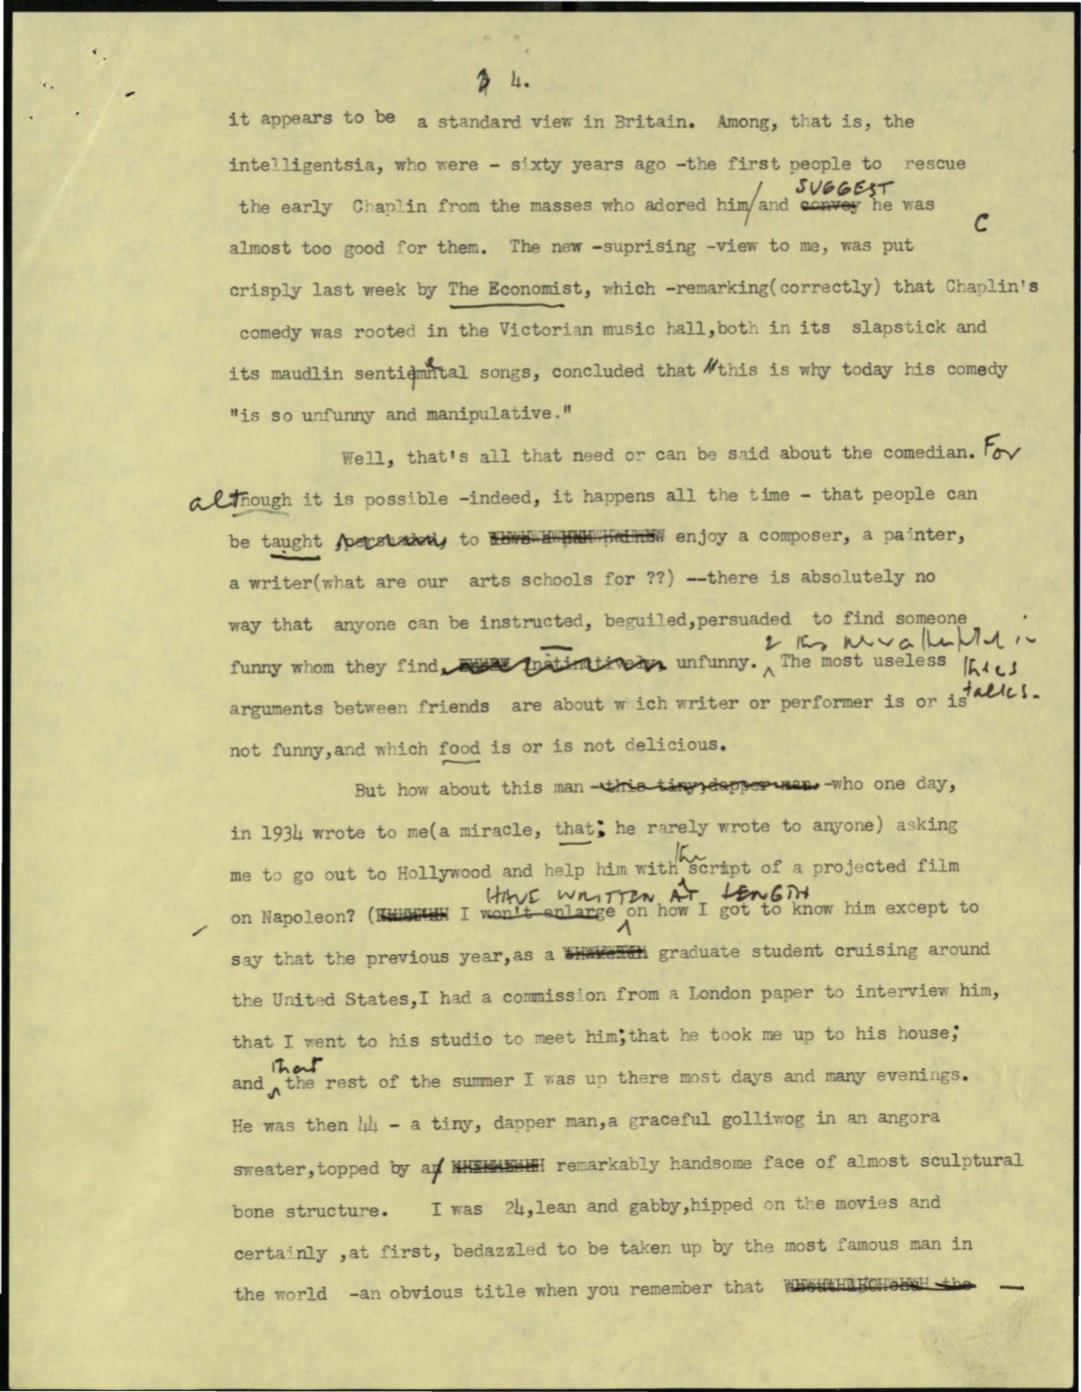 4.
it appears to be a standard view in Britain. Among, that is, the
intelligentsia, who were - sixty years ago -the first people to rescue
SUGGEST
the early Chaplin from the masses who adored him/and convey he was
C
almost too good for them. The new -suprising -view to me, was put
crisply last week by The Economist, which -remarking(correctly) that Chaplin's
comedy was rooted in the Victorian music hall,both in its slapstick and
its maudlin sentimental songs, concluded that "this is why today his comedy
"is so unfunny and manipulative."
Well, that's all that need or can be said about the comedian. For
although it is possible -indeed, it happens all the time - that people can
be taught to enjoy a composer, a painter,
a writer(what are our arts schools for ??) --there is absolutely no
way that anyone can be instructed, beguiled,persuaded to find someone
funny whom they find, instinctively, unfunny. The most useless
talks.
arguments between friends are about w ich writer or performer is or is
not funny,and which food is or is not delicious.
But how about this man -this tiny,dapper man- -who one day,
in 1934 wrote to me(a miracle, that; he rarely wrote to anyone) asking
the
me to go out to Hollywood and help him with script of a projected film
HAVE WRITTEN AT LENGTH
on Napoleon? ( I won't enlarge on how I got to know him except to
say that the previous year,as a graduate student cruising around
the United States,I had a commission from a London paper to interview him,
that I went to his studio to meet him;that he took me up to his house;
that
and the rest of the summer I was up there most days and many evenings.
He was then 44 - a tiny, dapper man,a graceful golliwog in an angora
sweater,topped by a remarkably handsome face of almost sculptural
bone structure. I was 24,lean and gabby,hipped on the movies and
certainly ,at first, bedazzled to be taken up by the most famous man in
the world -an obvious title when you remember that the —